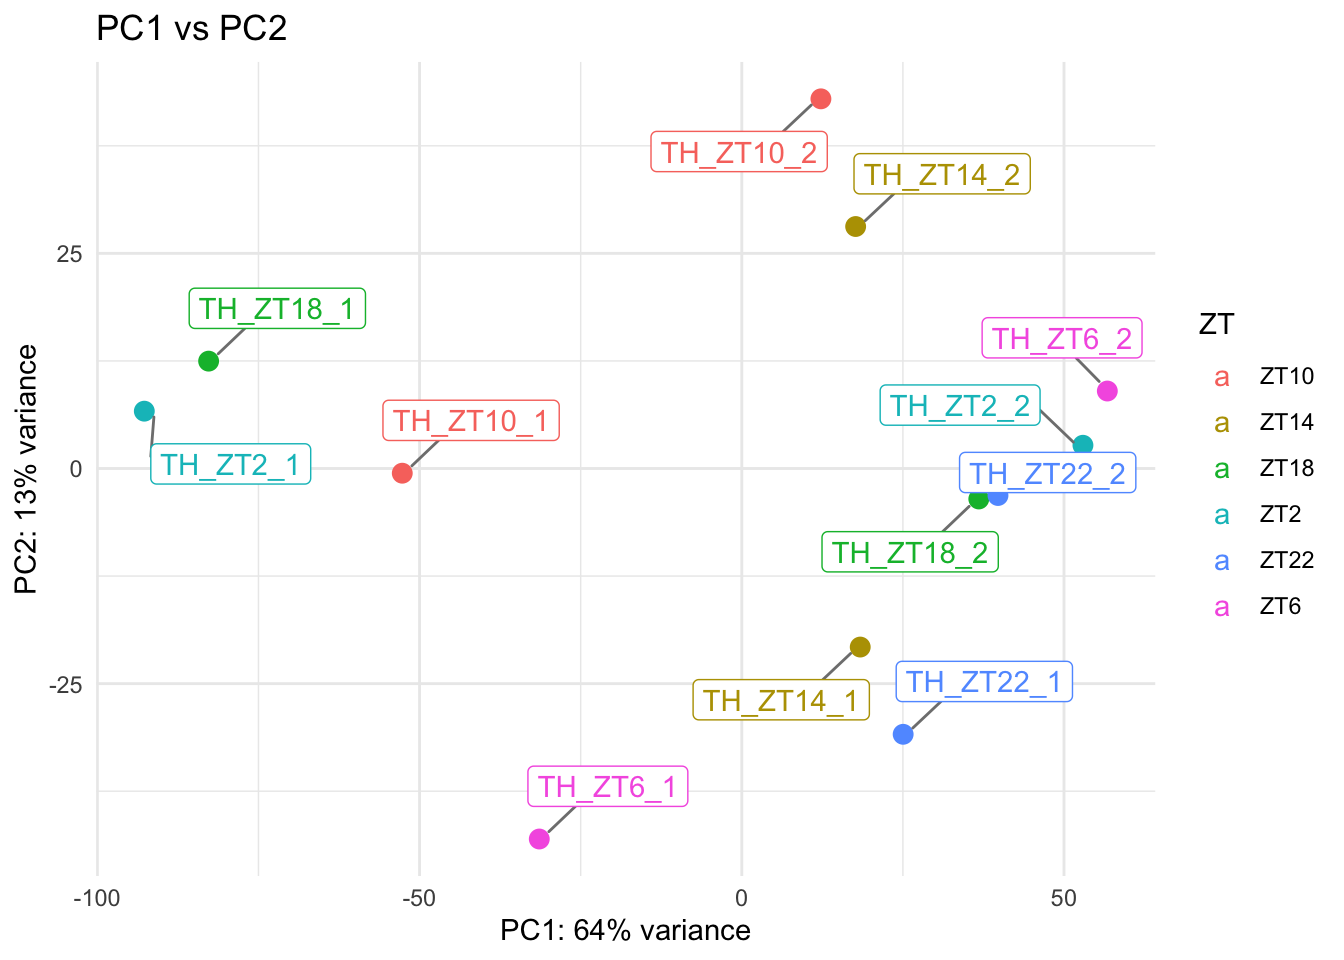 PC1 vs PC2
TH_ZT10_2
TH_ZT14_2
25
TH_ZT18_1
TH_ZT6_2
TH_ZT2_2
TH_ZT10_1
TH_ZT2_1
0
TH_ZT22_2
TH_ZT18_2
-25
TH_ZT22_1
TH_ZT14_1
TH_ZT6_1
PC2: 13% variance
-100
-50
0
50
PC1: 64% variance
ZT
a ZT10
a ZT14
a ZT18
a ZT2
a ZT22
a ZT6